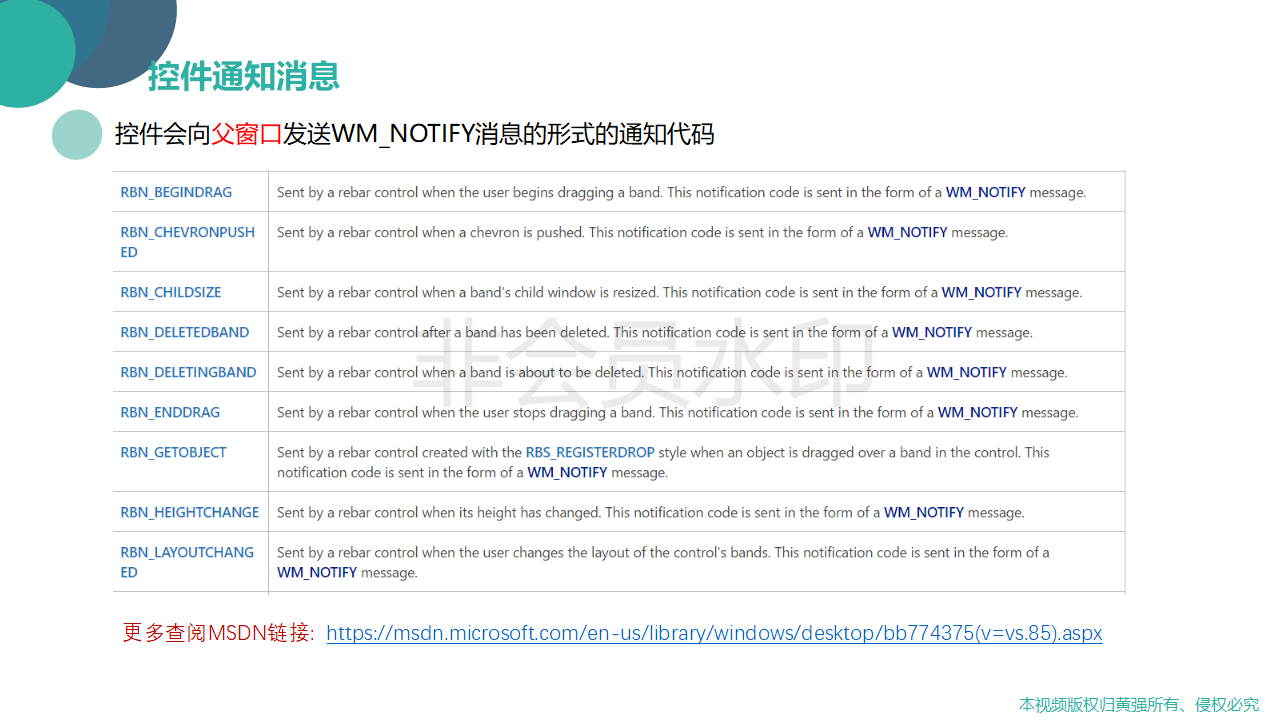 控件通知消息
控件会向父窗口发送WM_NOTIFY消息的形式的通知代码
RBN_BEGINDRAG Sent by a rebar control when the user begins dragging a band. This notification code is sent in the form of a WM_NOTIFY message.
RBN_CHEVRONPUSH Sent by a rebar control when a chevron is pushed. This notification code is sent in the form of a WM_NOTIFY message.
ED
RBN_CHILDSIZE Sent by a rebar control when a band's child window is resized. This notification code is sent in the form of a WM_NOTIFY message.
RBN_DELETEDBAND Sent by a rebar control after a band has been deleted. This notification code is sent in the form of a WM_NOTIFY message.
非会员水印
RBN_DELETINGBAND Sent by a rebar control when a band is about to be deleted. This notification code is sent in the form of a WM_NOTIFY message.
RBN_ENDDRAG Sent by a rebar control when the user stops dragging a band. This notification code is sent in the form of a WM_NOTIFY message.
RBN_GETOBJECT Sent by a rebar control created with the RBS_REGISTERDROP style when an object is dragged over a band in the control. This
notification code is sent in the form of a WM_NOTIFY message.
RBN_HEIGHTCHANGE Sent by a rebar control when its height has changed. This notification code is sent in the form of a WM_NOTIFY message.
RBN_LAYOUTCHANG Sent by a rebar control when the user changes the layout of the control's bands. This notification code is sent in the form of a
ED WM_NOTIFY message.
更多查阅MSDN链接: https://msdn.microsoft.com/en-us/library/windows/desktop/bb774375(v=vs.85).aspx
本视频版权归黄强所有、侵权必究